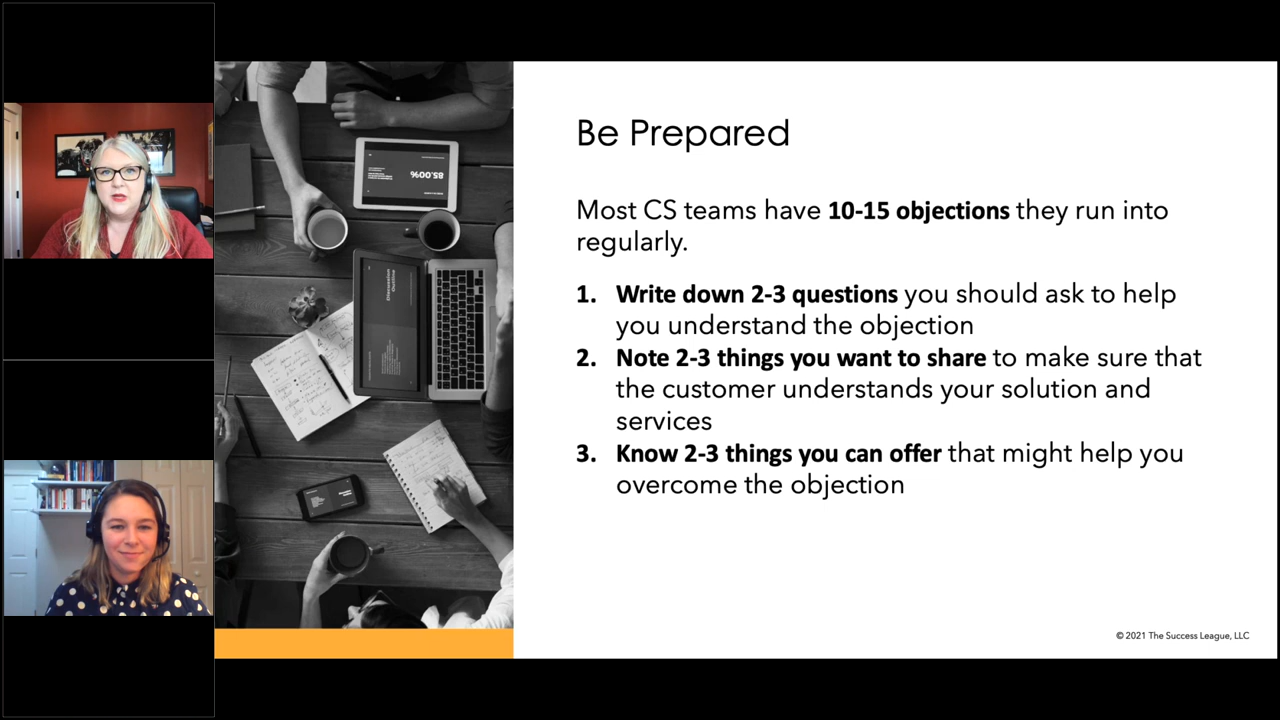 Be Prepared
Most CS teams have 10-15 objections they run into
regularly.
1. Write down 2-3 questions you should ask to help
you understand the objection
2. Note 2-3 things you want to share to make sure that
the customer understands your solution and
services
3. Know 2-3 things you can offer that might help you
overcome the objection
© 2021 The Success League, LLC
85.00%
Discussion
Outline